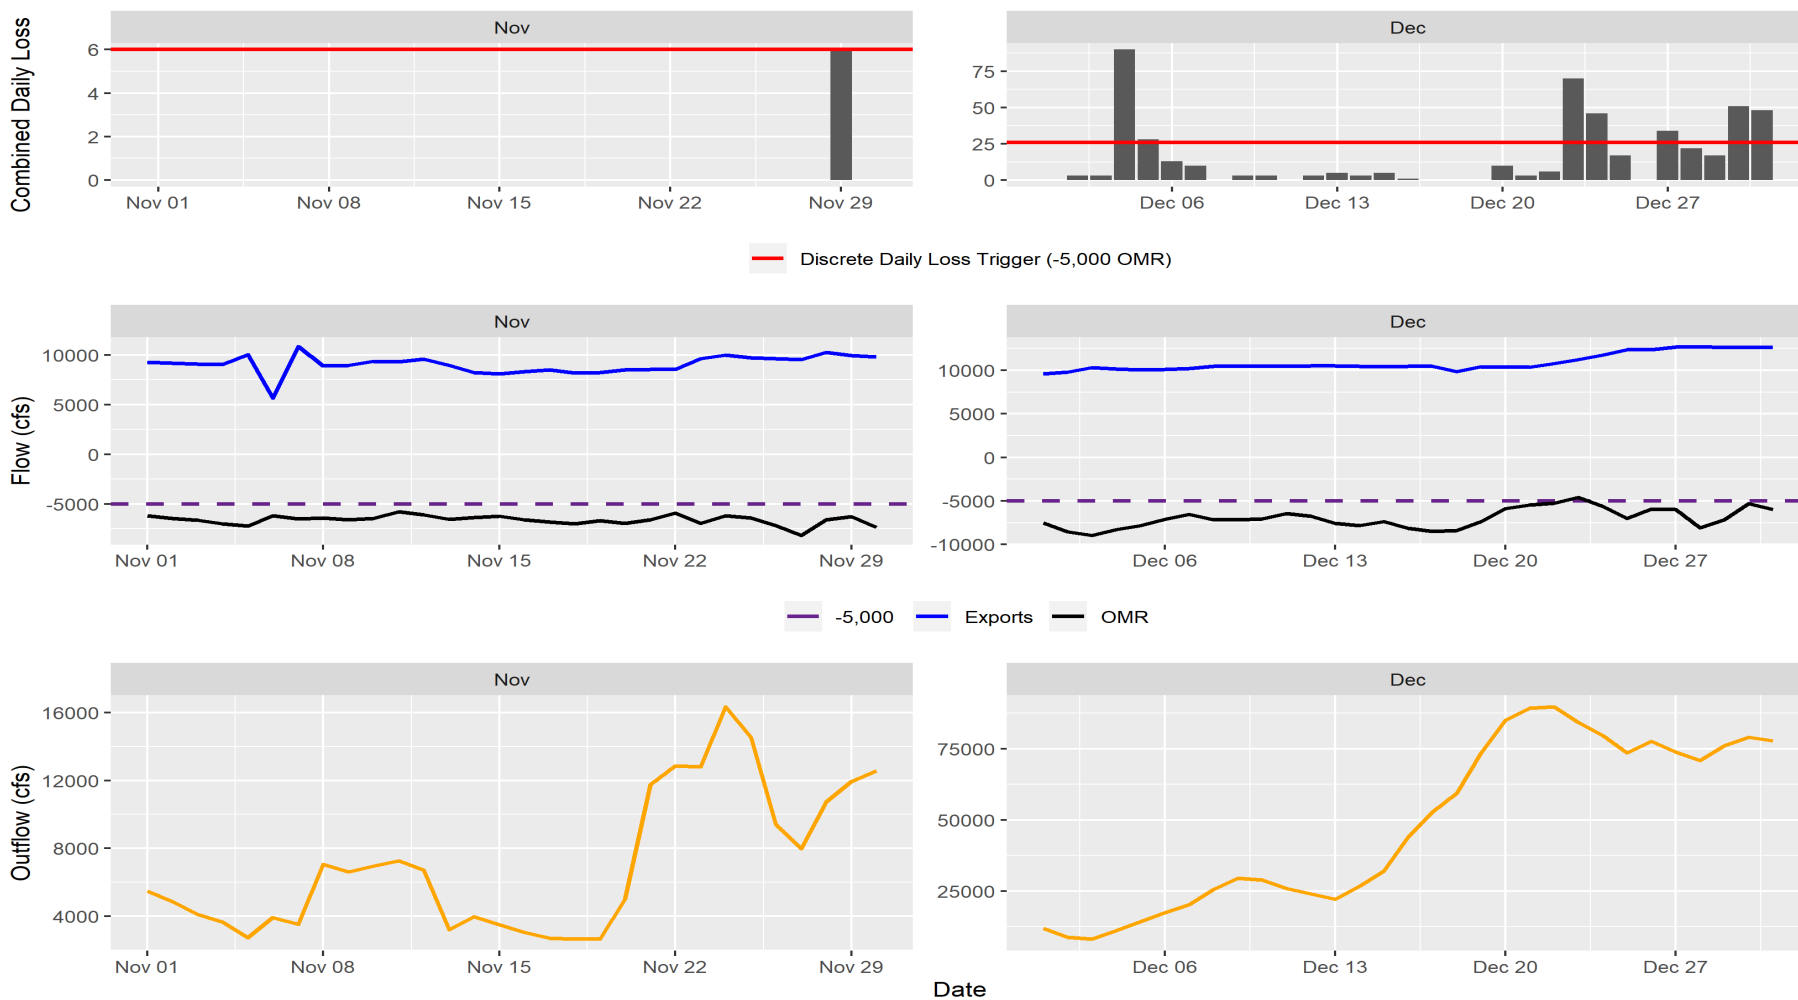 Combined Daily Loss
Nov
Dec
6
4
2
0
75
50
25
0
Nov 01 Nov 08 Nov 15 Nov 22 Nov 29
Dec 06 Dec 13 Dec 20 Dec 27
Discrete Daily Loss Trigger (-5,000 OMR)
Flow (cfs)
Nov
Dec
10000
5000
0
-5000
10000
5000
0
-5000
-10000
Nov 01 Nov 08 Nov 15 Nov 22 Nov 29
Dec 06 Dec 13 Dec 20 Dec 27
-5,000 Exports OMR
Outflow (cfs)
Nov
Dec
16000
12000
8000
4000
75000
50000
25000
Nov 01 Nov 08 Nov 15 Nov 22 Nov 29
Dec 06 Dec 13 Dec 20 Dec 27
Date